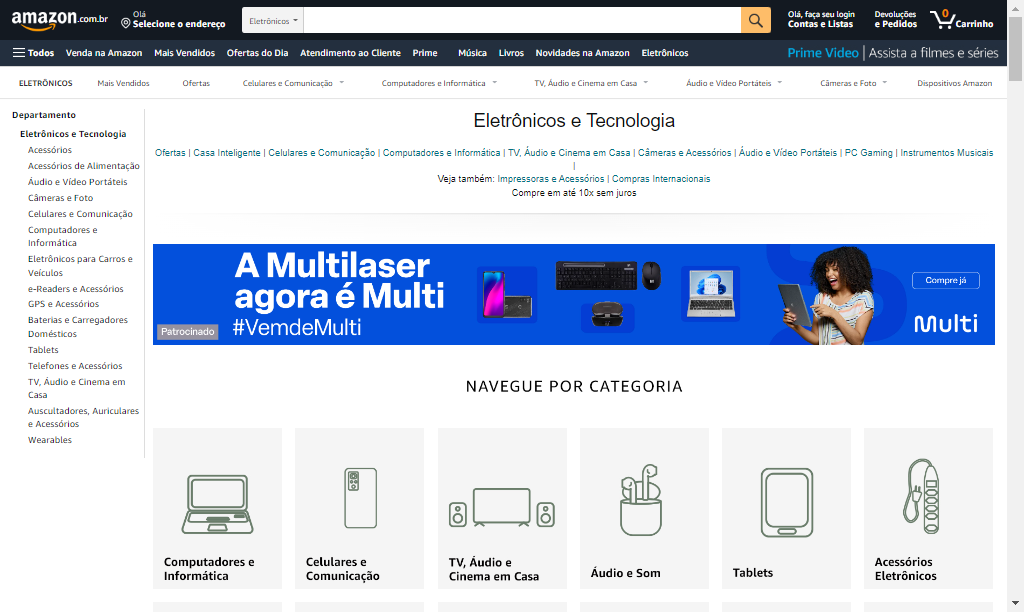 amazon.com.br
Olá
Selecione o endereço
Eletrônicos
Olá, faça seu login
Contas e Listas
Devoluções
e Pedidos
0
Carrinho
Todos Venda na Amazon Mais Vendidos Ofertas do Dia Atendimento ao Cliente Prime Música Livros Novidades na Amazon Eletrônicos
Prime Video | Assista a filmes e séries
ELETRÔNICOS Mais Vendidos Ofertas Celulares e Comunicação Computadores e Informática TV, Áudio e Cinema em Casa Áudio e Vídeo Portáteis Câmeras e Foto Dispositivos Amazon
Departamento
Eletrônicos e Tecnologia
Acessórios
Acessórios de Alimentação
Áudio e Vídeo Portáteis
Câmeras e Foto
Celulares e Comunicação
Computadores e
Informática
Eletrônicos para Carros e
Veículos
e-Readers e Acessórios
GPS e Acessórios
Baterias e Carregadores
Domésticos
Tablets
Telefones e Acessórios
TV, Áudio e Cinema em
Casa
Auscultadores, Auriculares
e Acessórios
Wearables
Eletrônicos e Tecnologia
Ofertas | Casa Inteligente | Celulares e Comunicação | Computadores e Informática | TV, Áudio e Cinema em Casa | Câmeras e Acessórios | Áudio e Vídeo Portáteis | PC Gaming | Instrumentos Musicais
|
Veja também: Impressoras e Acessórios | Compras Internacionais
Compre em até 10x sem juros
A Multilaser
agora é Multi
#VemdeMulti
Patrocinado
Compre já
Multi
NAVEGUE POR CATEGORIA
Computadores e
Informática
Celulares e
Comunicação
TV, Áudio e
Cinema em Casa
Áudio e Som
Tablets
Acessórios
Eletrônicos